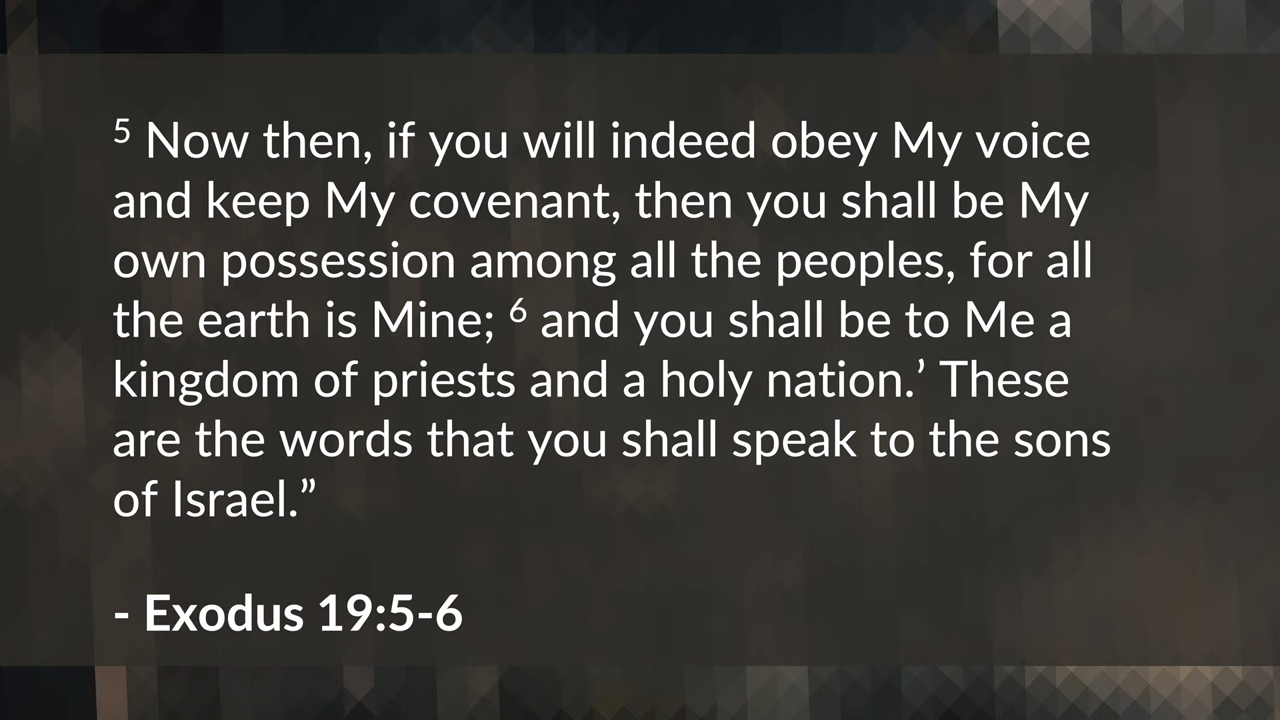 ⁵ Now then, if you will indeed obey My voice
and keep My covenant, then you shall be My
own possession among all the peoples, for all
the earth is Mine; ⁶ and you shall be to Me a
kingdom of priests and a holy nation.’ These
are the words that you shall speak to the sons
of Israel.”
- Exodus 19:5-6